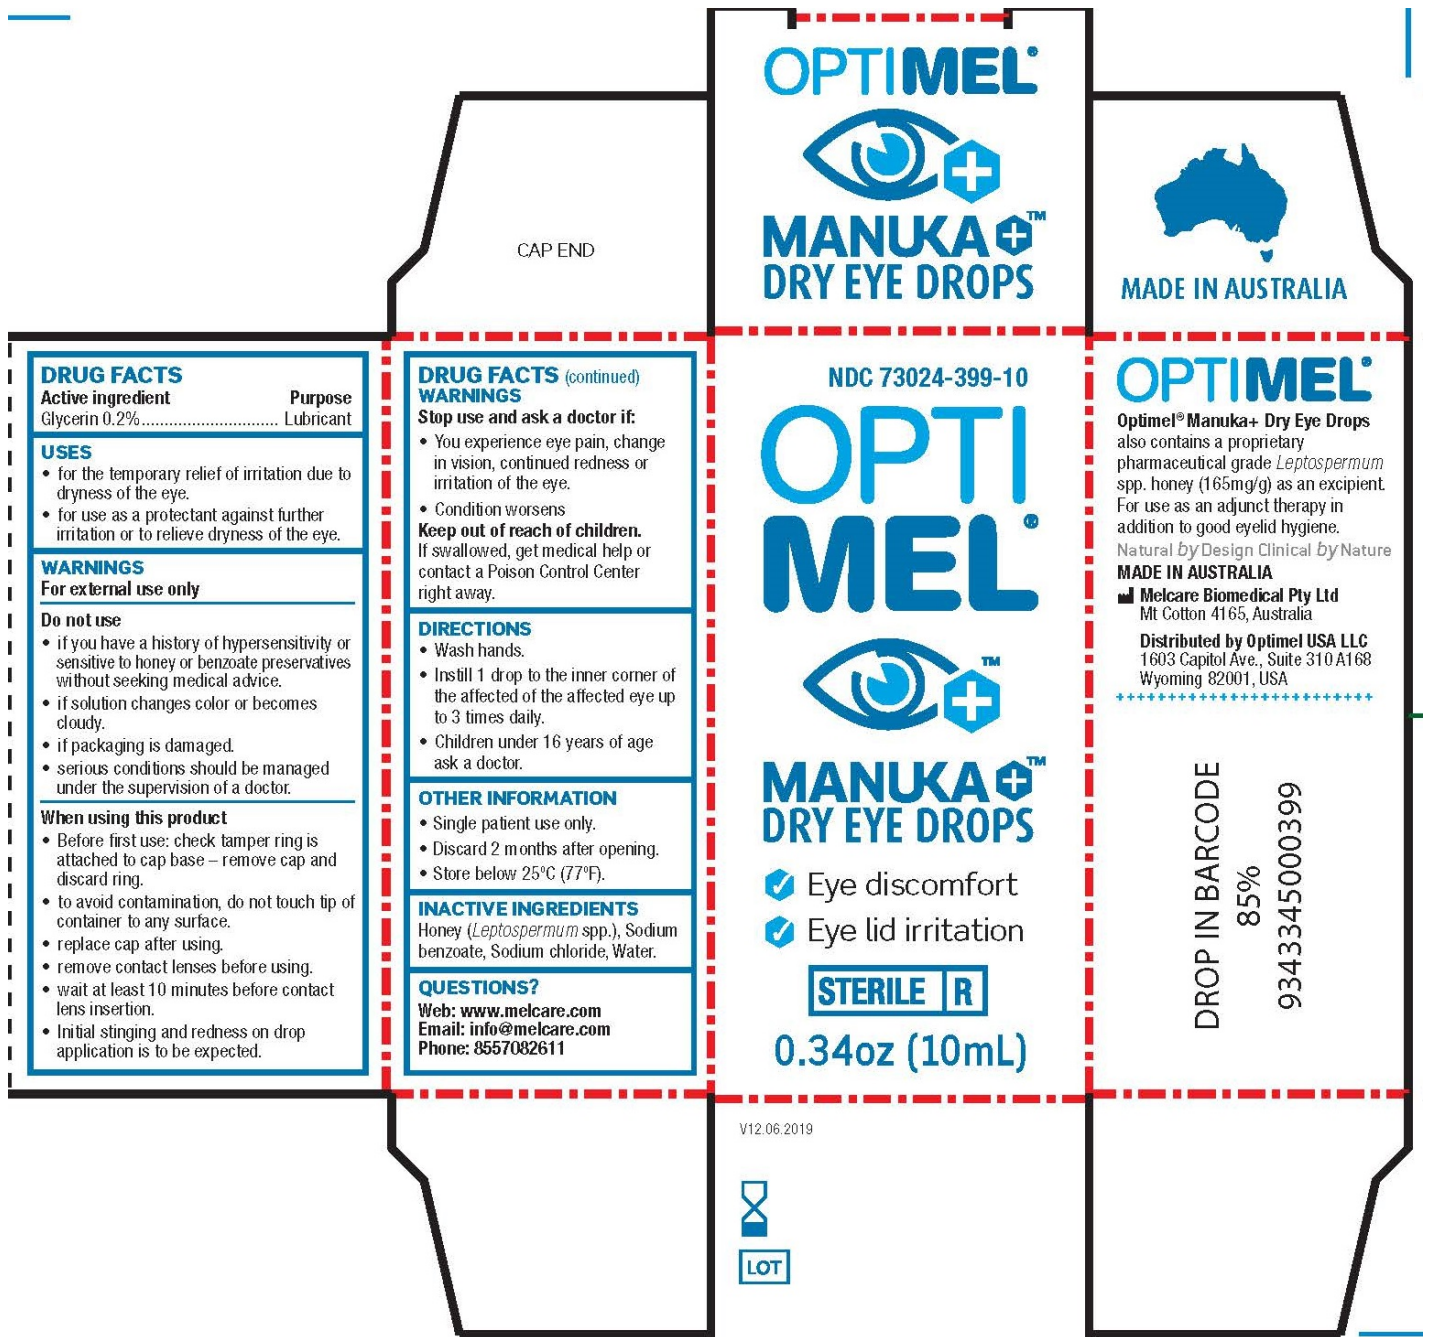 OPTIMEL®
MANUKA+™
DRY EYE DROPS
CAP END
MADE IN AUSTRALIA
DRUG FACTS
Active ingredient Purpose
Glycerin 0.2%.............................. Lubricant
USES
• for the temporary relief of irritation due to
dryness of the eye.
• for use as a protectant against further
irritation or to relieve dryness of the eye.
WARNINGS
For external use only
Do not use
• if you have a history of hypersensitivity or
sensitive to honey or benzoate preservatives
without seeking medical advice.
• if solution changes color or becomes
cloudy.
• if packaging is damaged.
• serious conditions should be managed
under the supervision of a doctor.
When using this product
• Before first use: check tamper ring is
attached to cap base – remove cap and
discard ring.
• to avoid contamination, do not touch tip of
container to any surface.
• replace cap after using.
• remove contact lenses before using.
• wait at least 10 minutes before contact
lens insertion.
• Initial stinging and redness on drop
application is to be expected.
DRUG FACTS (continued)
WARNINGS
Stop use and ask a doctor if:
• You experience eye pain, change
in vision, continued redness or
irritation of the eye.
• Condition worsens
Keep out of reach of children.
If swallowed, get medical help or
contact a Poison Control Center
right away.
DIRECTIONS
• Wash hands.
• Instill 1 drop to the inner corner of
the affected of the affected eye up
to 3 times daily.
• Children under 16 years of age
ask a doctor.
OTHER INFORMATION
• Single patient use only.
• Discard 2 months after opening.
• Store below 25°C (77°F).
INACTIVE INGREDIENTS
Honey (Leptospermum spp.), Sodium
benzoate, Sodium chloride, Water.
QUESTIONS?
Web: www.melcare.com
Email: info@melcare.com
Phone: 8557082611
NDC 73024-399-10
OPTI
MEL®
™
MANUKA+™
DRY EYE DROPS
Eye discomfort
Eye lid irritation
STERILE R
0.34oz (10mL)
V12.06.2019
LOT
OPTIMEL®
Optimel® Manuka+ Dry Eye Drops
also contains a proprietary
pharmaceutical grade Leptospermum
spp. honey (165mg/g) as an excipient.
For use as an adjunct therapy in
addition to good eyelid hygiene.
Natural by Design Clinical by Nature
MADE IN AUSTRALIA
Melcare Biomedical Pty Ltd
Mt Cotton 4165, Australia
Distributed by Optimel USA LLC
1603 Capitol Ave., Suite 310 A168
Wyoming 82001, USA
++++++++++++++++++++++++
DROP IN BARCODE
85%
9343345000399